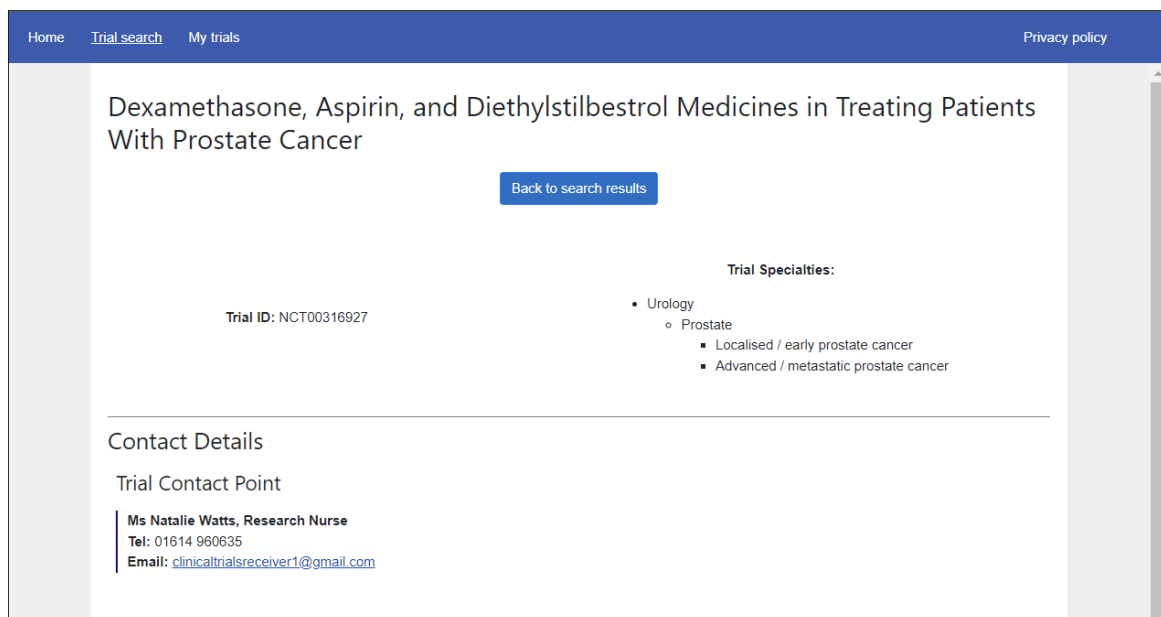 Home Trial search My trials Privacy policy
Dexamethasone, Aspirin, and Diethylstilbestrol Medicines in Treating Patients
With Prostate Cancer
Back to search results
Trial ID: NCT00316927
Trial Specialties:
Urology
Prostate
Localised / early prostate cancer
Advanced / metastatic prostate cancer
Contact Details
Trial Contact Point
Ms Natalie Watts, Research Nurse
Tel: 01614 960635
Email: clinicaltrialsreceiver1@gmail.com